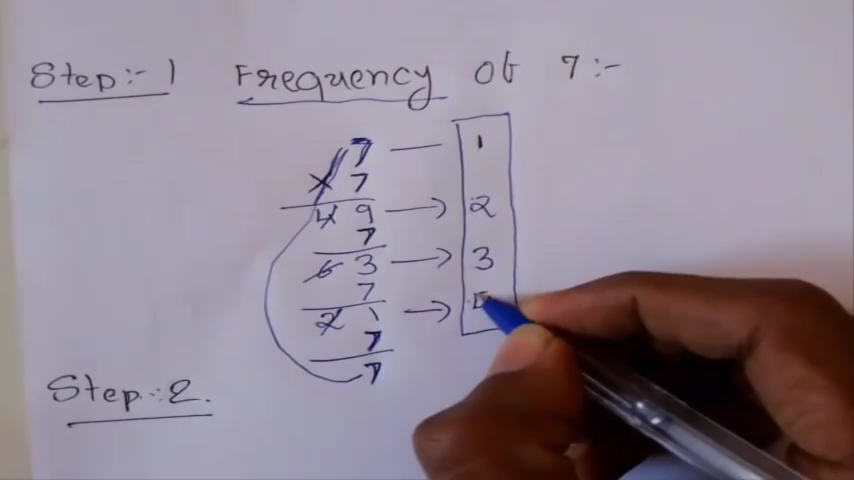 Step:- 1 Frequency of 7:-
7 — 1
× 7
49 → 2
7
63 → 3
7
21 →
7
7
Step:-2.